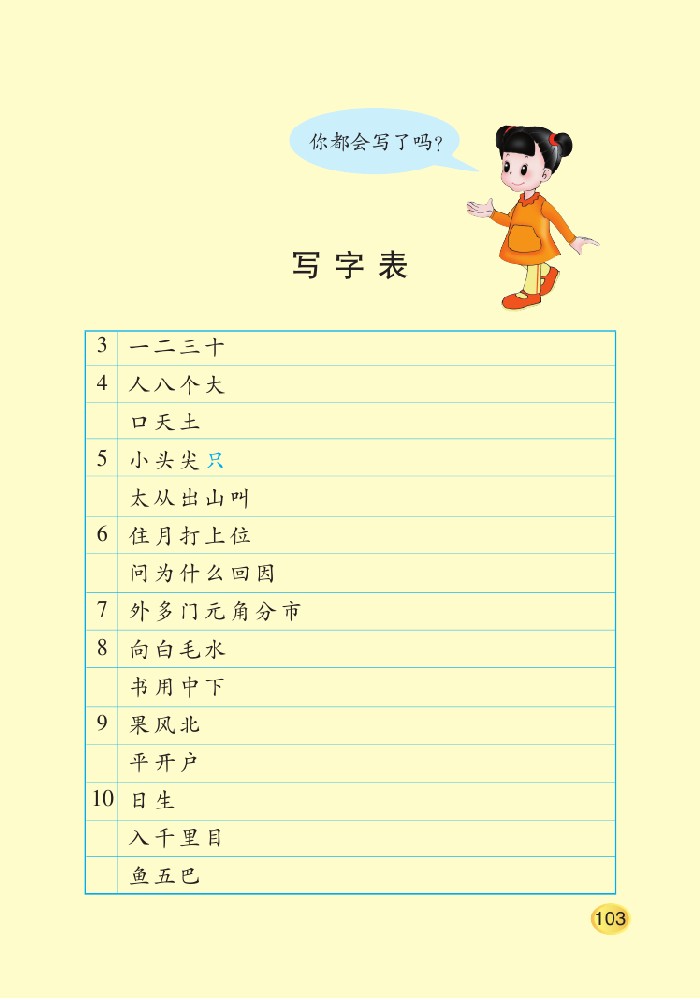 你都会写了吗?
写字表
3 一二三十
4 人八个大
口天土
5 小头尖只
太从出山叫
6 住月打上位
问为什么回因
7 外多门元角分市
8 向白毛水
书用中下
9 果风北
平开户
10 日生
入千里目
鱼五巴
103